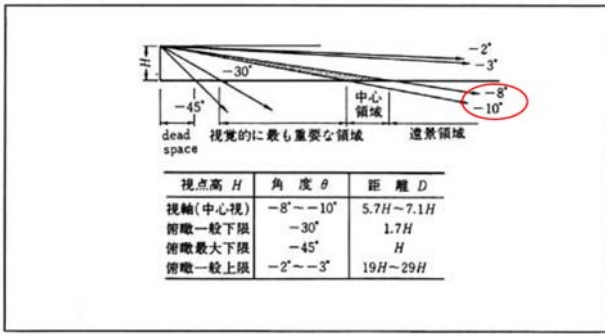 −2°
−3°
H
−30°
−8°
−45°
中心
領域
−10°
dead
space
視覚的に最も重要な領域
遠景領域
視点高 H 角 度 θ 距 離 D
視軸(中心視) −8°〜−10° 5.7H〜7.1H
俯瞰一般下限 −30° 1.7H
俯瞰最大下限 −45° H
俯瞰一般上限 −2°〜−3° 19H〜29H